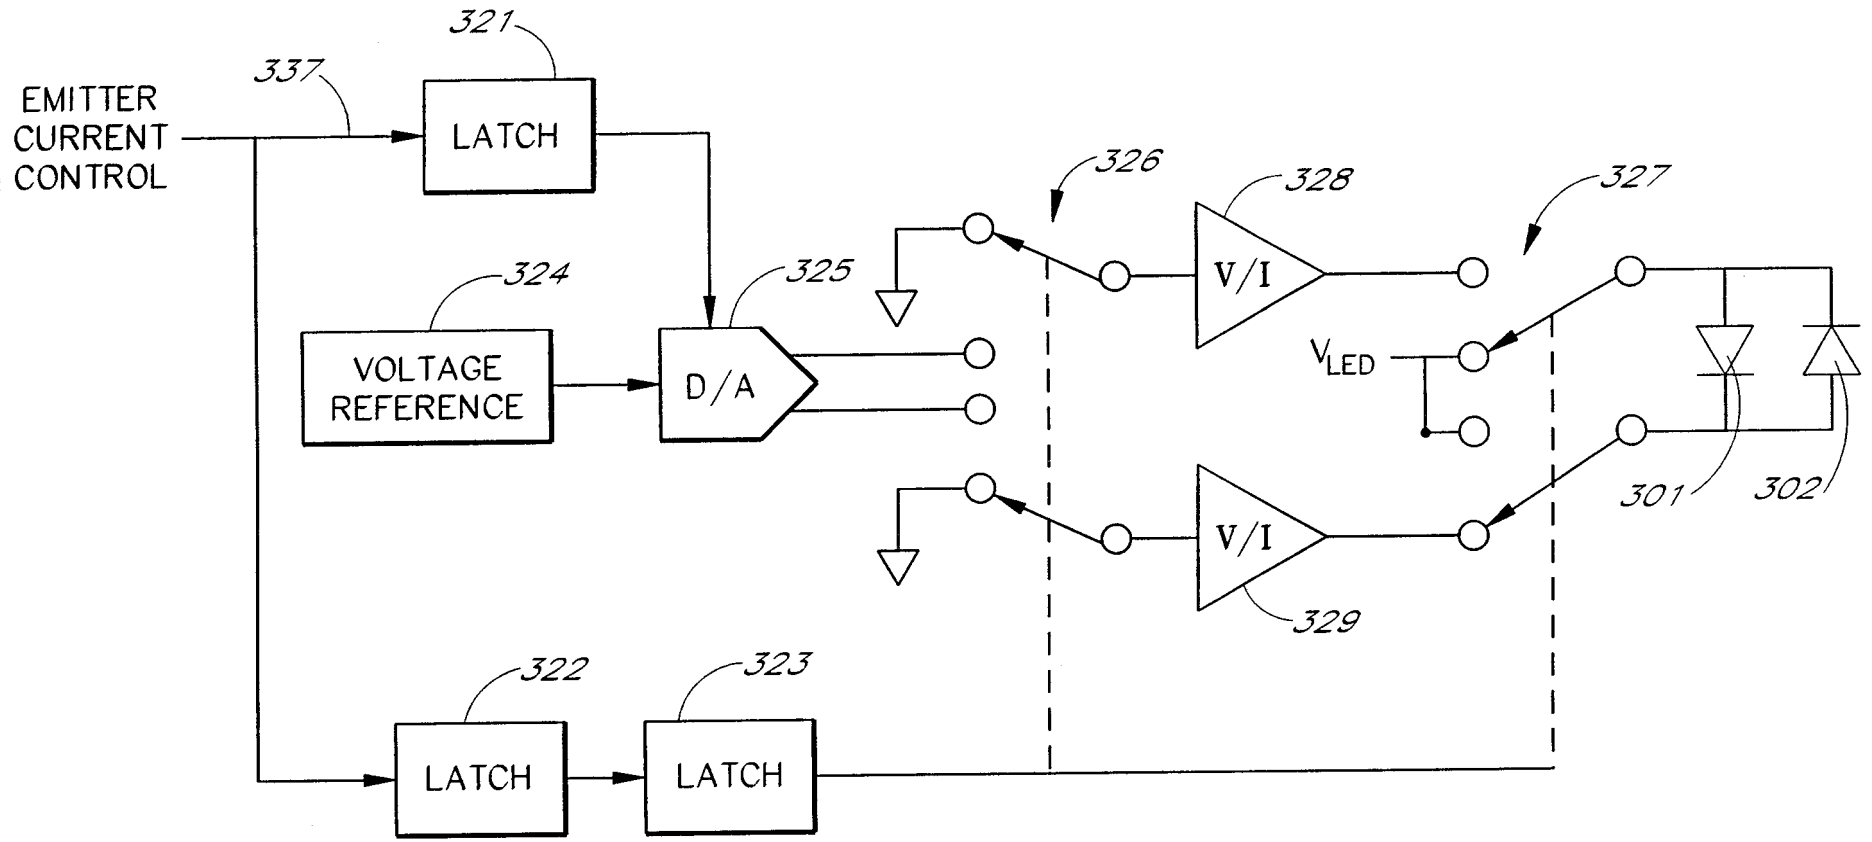 321
337
EMITTER
CURRENT
CONTROL
LATCH
326
328
327
324
325
V/I
VOLTAGE
REFERENCE
D/A
VLED
301
302
V/I
329
322
323
LATCH
LATCH